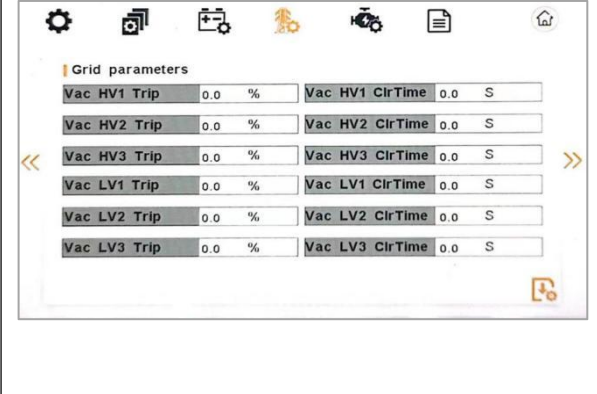 Grid parameters
Vac HV1 Trip 0.0 % Vac HV1 ClrTime 0.0 S
Vac HV2 Trip 0.0 % Vac HV2 ClrTime 0.0 S
Vac HV3 Trip 0.0 % Vac HV3 ClrTime 0.0 S
Vac LV1 Trip 0.0 % Vac LV1 ClrTime 0.0 S
Vac LV2 Trip 0.0 % Vac LV2 ClrTime 0.0 S
Vac LV3 Trip 0.0 % Vac LV3 ClrTime 0.0 S